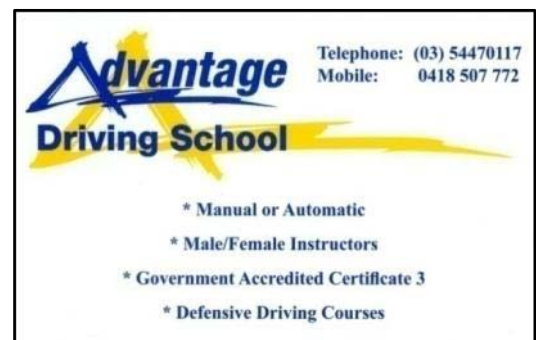 Advantage
Driving School
Telephone: (03) 54470117
Mobile: 0418 507 772
* Manual or Automatic
* Male/Female Instructors
* Government Accredited Certificate 3
* Defensive Driving Courses